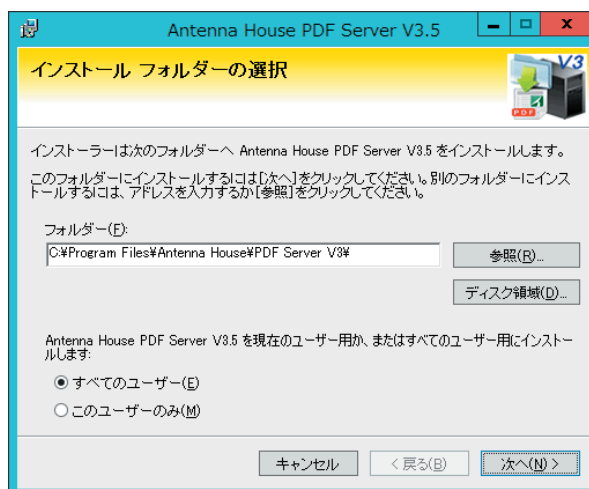 Antenna House PDF Server V3.5
インストール フォルダーの選択
V3
PDF
インストーラーは次のフォルダーへ Antenna House PDF Server V3.5 をインストールします。
このフォルダーにインストールするには[次へ]をクリックしてください。別のフォルダーにインス
トールするには、アドレスを入力するか[参照]をクリックしてください。
フォルダー(F):
C:¥Program Files¥Antenna House¥PDF Server V3¥
参照(R)...
ディスク領域(D)...
Antenna House PDF Server V3.5 を現在のユーザー用か、またはすべてのユーザー用にインストー
ルします:
すべてのユーザー(E)
このユーザーのみ(M)
キャンセル
< 戻る(B)
次へ(N) >